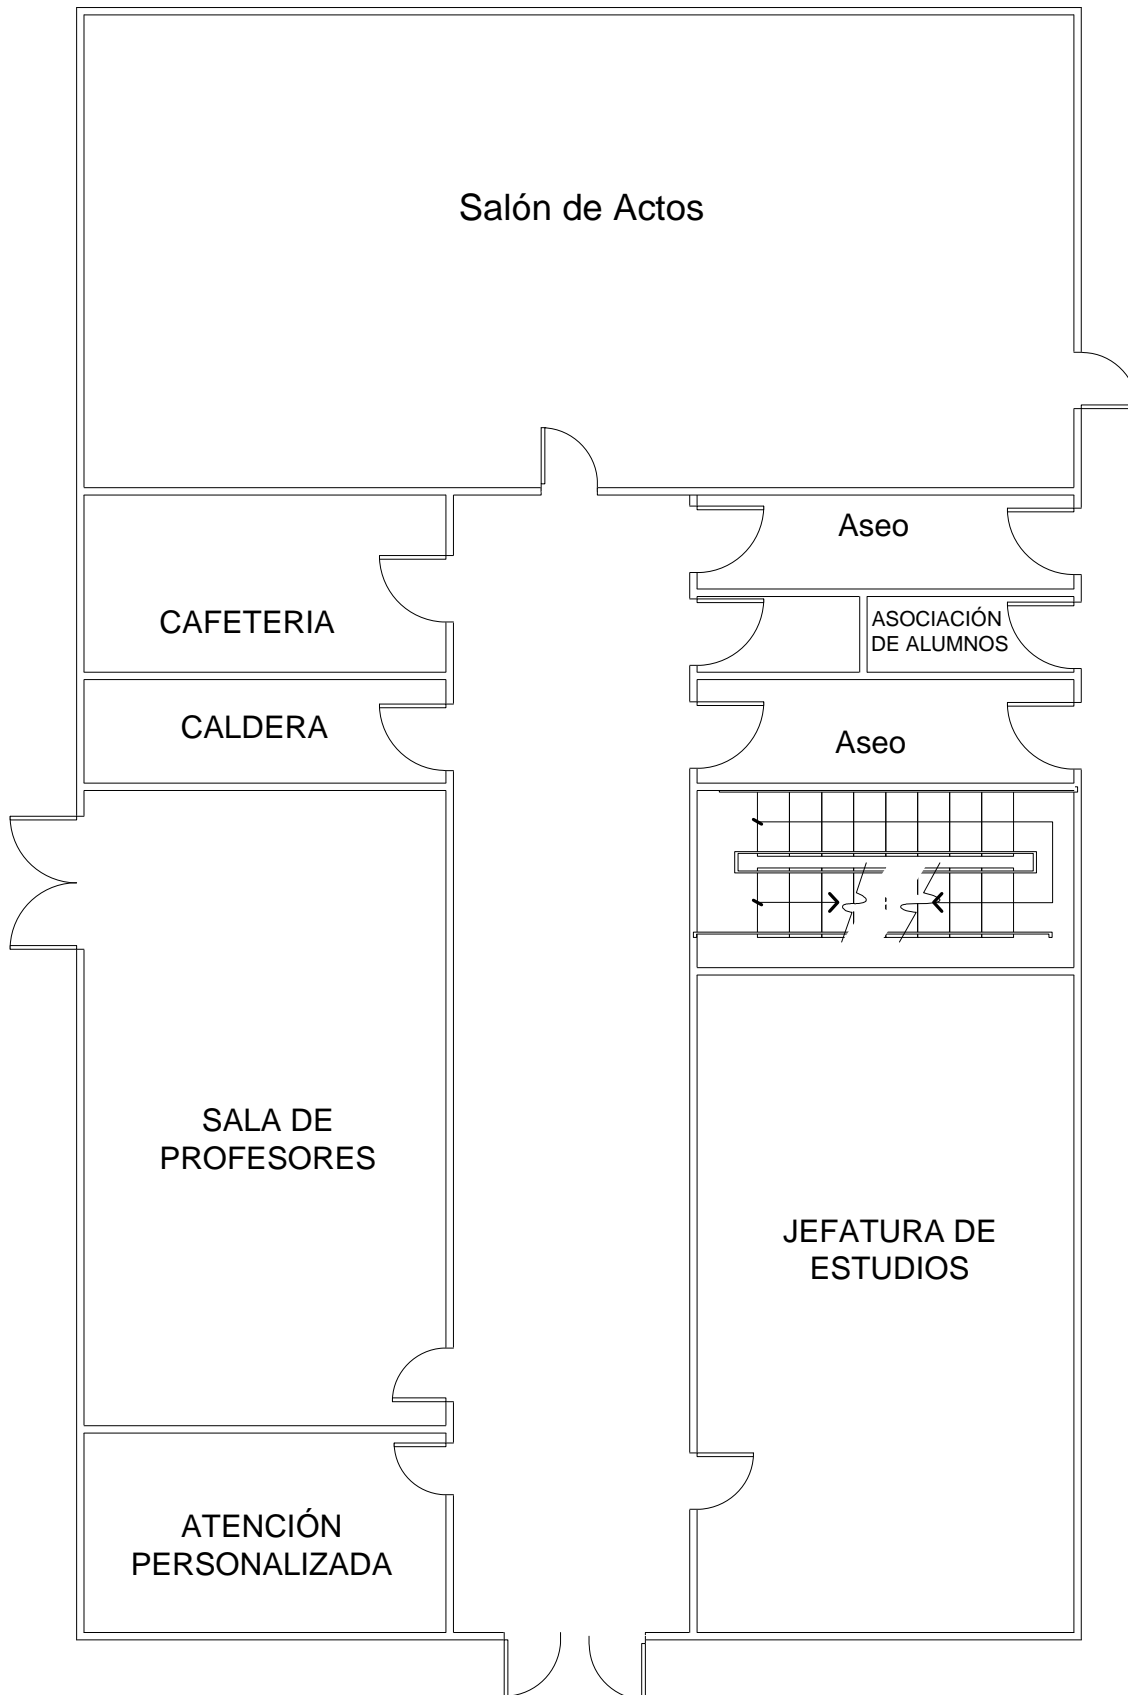 Salón de Actos
Aseo
CAFETERIA
ASOCIACIÓN
DE ALUMNOS
CALDERA
Aseo
SALA DE
PROFESORES
JEFATURA DE
ESTUDIOS
ATENCIÓN
PERSONALIZADA